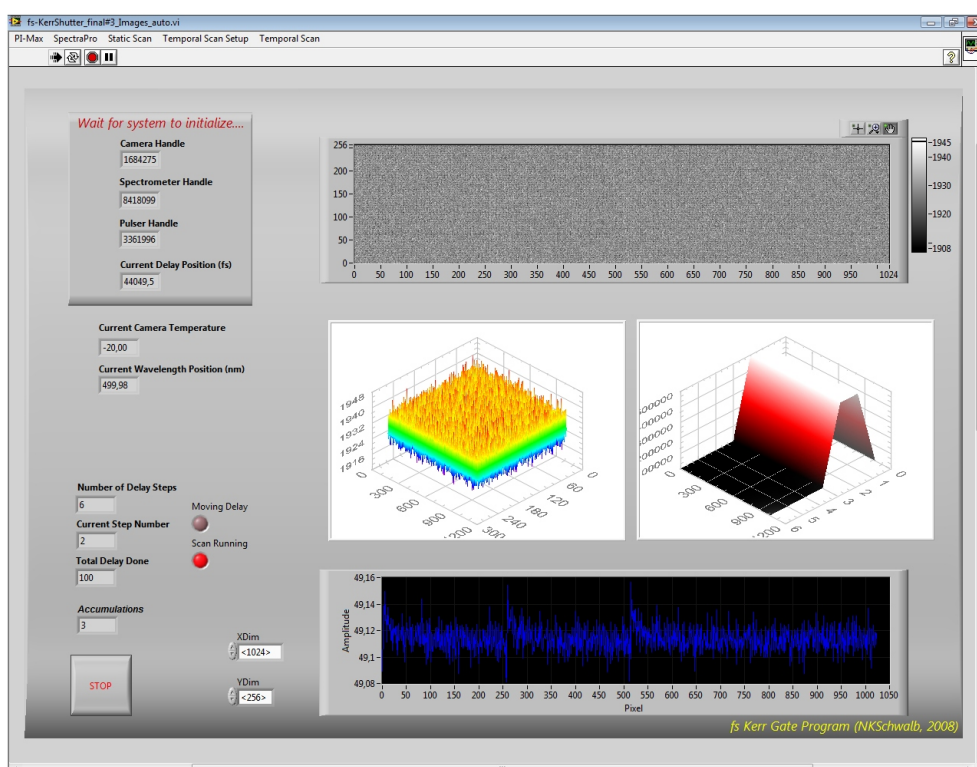 fs-KerrShutter_final#3_Images_auto.vi
PI-Max SpectraPro Static Scan Temporal Scan Setup Temporal Scan
Wait for system to initialize....
Camera Handle
1684275
Spectrometer Handle
8418099
Pulser Handle
3361996
Current Delay Position (fs)
44049,5
Current Camera Temperature
-20,00
Current Wavelength Position (nm)
499,98
Number of Delay Steps
6
Moving Delay
Current Step Number
2
Scan Running
Total Delay Done
100
Accumulations
3
XDim
<1024>
YDim
<256>
STOP
256
200
150
100
50
0
0 50 100 150 200 250 300 350 400 450 500 550 600 650 700 750 800 850 900 950 1024
1945
1940
1930
1920
1908
1948
1940
1932
1924
1916
0 300 600 900 1200
300 240 180 120 60 0
0 300 600 900 1200
6 5 4 3 2 1 0
49,16
49,14
49,12
49,1
49,08
Amplitude
0 50 100 150 200 250 300 350 400 450 500 550 600 650 700 750 800 850 900 950 1000 1050
Pixel
fs Kerr Gate Program (NKSchwalb, 2008)